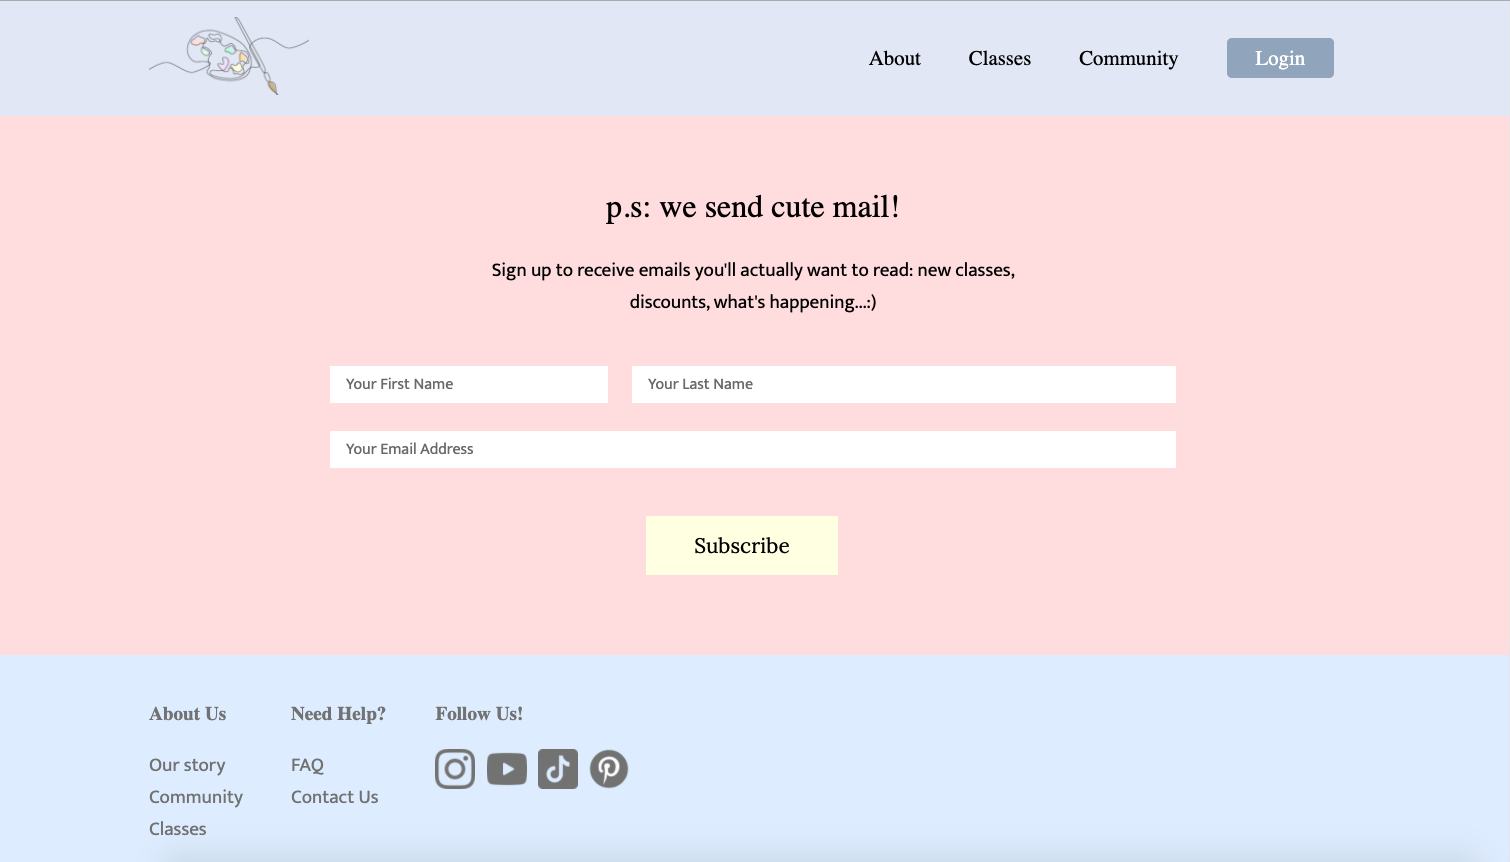 About Classes Community Login
p.s: we send cute mail!
Sign up to receive emails you'll actually want to read: new classes,
discounts, what's happening...:)
Your First Name Your Last Name
Your Email Address
Subscribe
About Us Need Help? Follow Us!
Our story FAQ
Community Contact Us
Classes